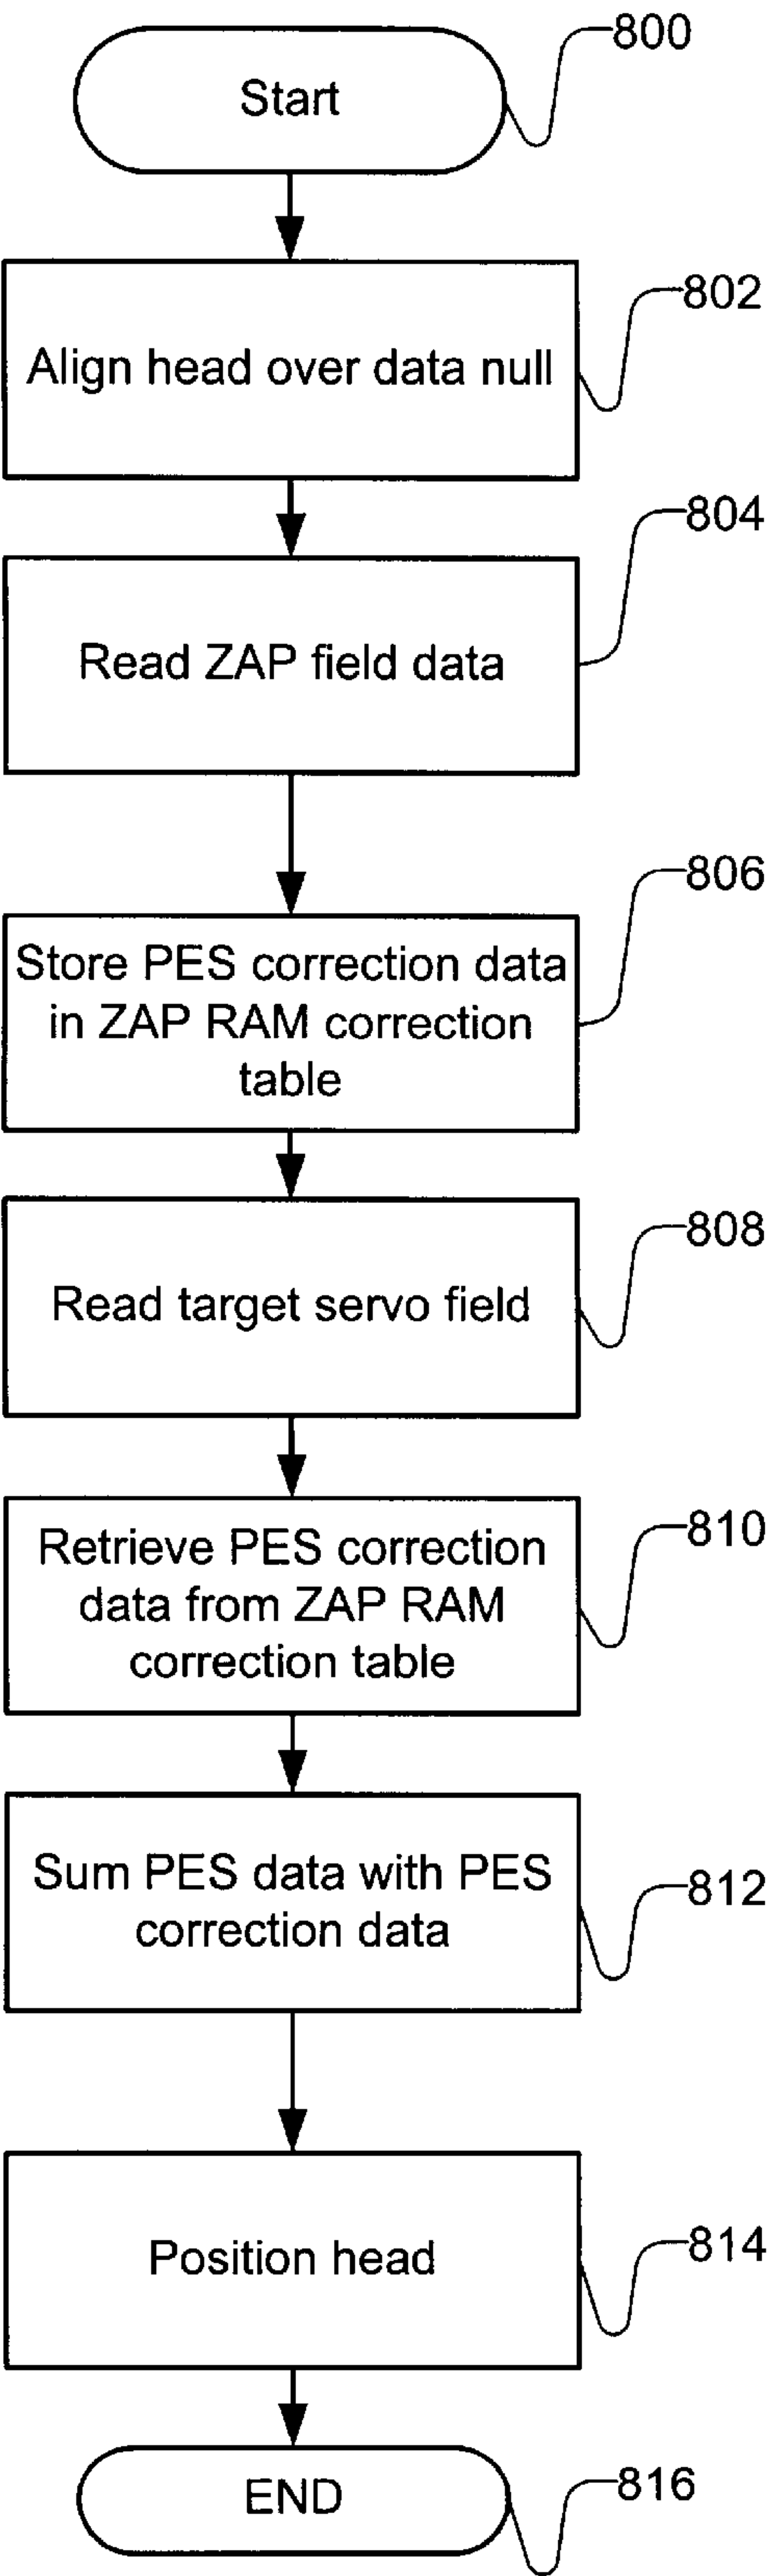 800
Start
802
Align head over data null
804
Read ZAP field data
806
Store PES correction data
in ZAP RAM correction
table
808
Read target servo field
810
Retrieve PES correction
data from ZAP RAM
correction table
812
Sum PES data with PES
correction data
814
Position head
816
END